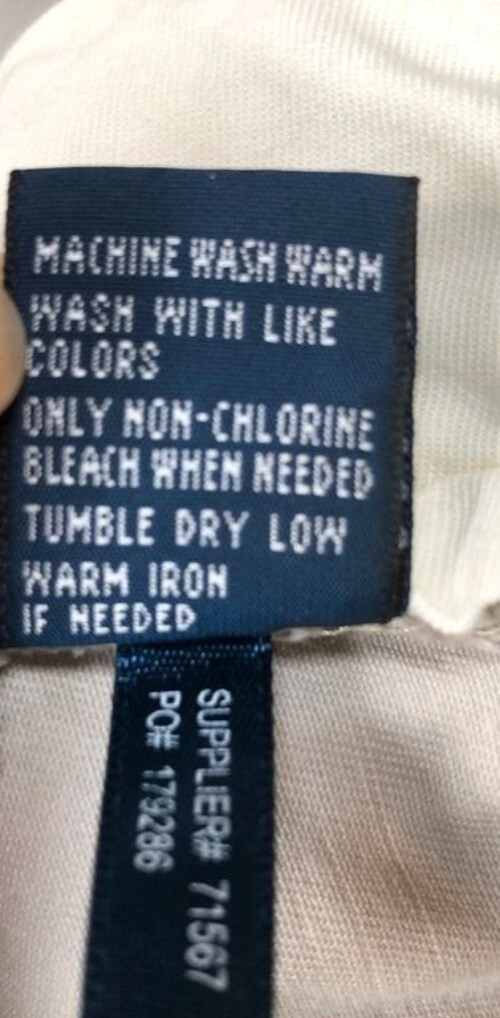 MACHINE WASH WARM
WASH WITH LIKE
COLORS
ONLY NON-CHLORINE
BLEACH WHEN NEEDED
TUMBLE DRY LOW
WARM IRON
IF NEEDED
SUPPLIER# 71567
PO# 179286